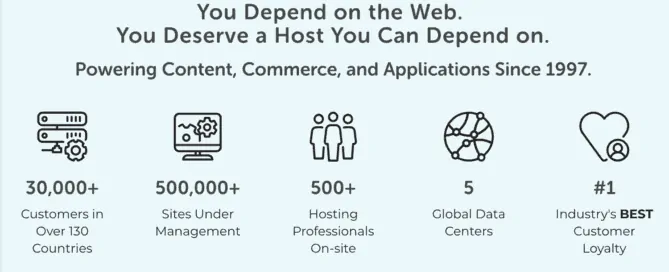 You Depend on the Web.
You Deserve a Host You Can Depend on.
Powering Content, Commerce, and Applications Since 1997.
30,000+
Customers in
Over 130
Countries
500,000+
Sites Under
Management
500+
Hosting
Professionals
On-site
5
Global Data
Centers
#1
Industry's BEST
Customer
Loyalty